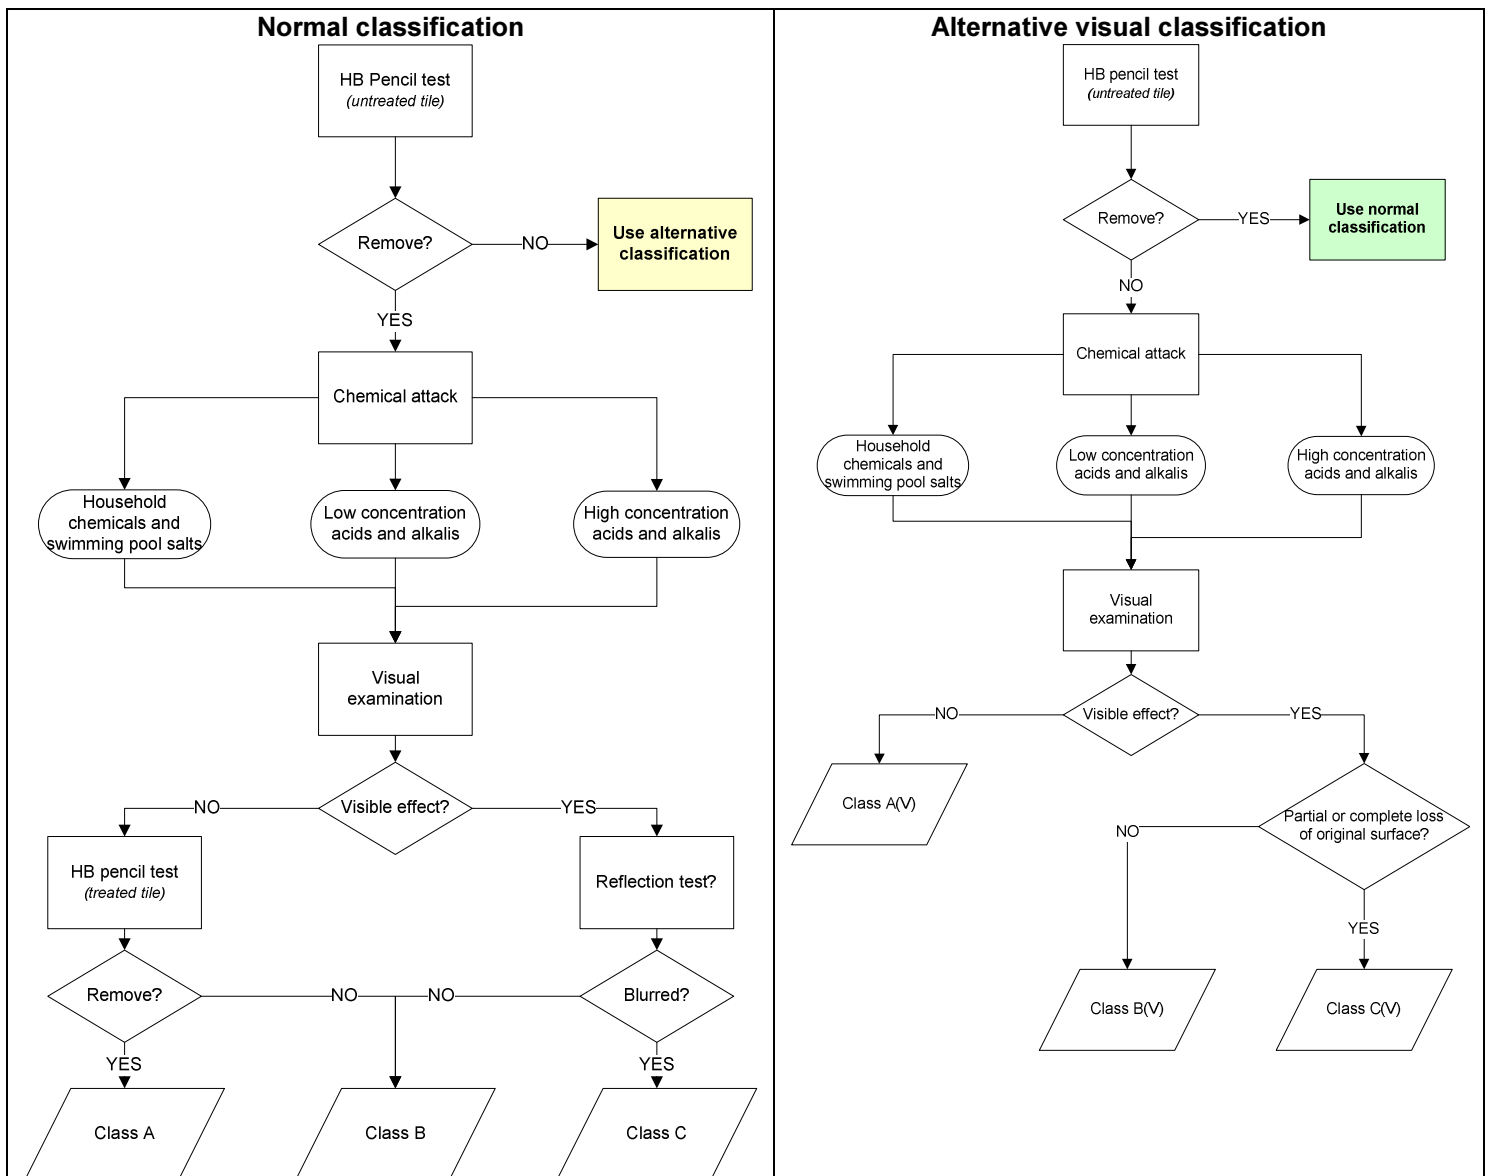 Normal classification
HB Pencil test
(untreated tile)
Remove?
NO
Use alternative
classification
YES
Chemical attack
Household
chemicals and
swimming pool salts
Low concentration
acids and alkalis
High concentration
acids and alkalis
Visual
examination
Visible effect?
NO
YES
HB pencil test
(treated tile)
Reflection test?
Remove?
NO
NO
Blurred?
YES
YES
Class A
Class B
Class C
Alternative visual classification
HB pencil test
(untreated tile)
Remove?
YES
Use normal
classification
NO
Chemical attack
Household
chemicals and
swimming pool salts
Low concentration
acids and alkalis
High concentration
acids and alkalis
Visual
examination
Visible effect?
NO
YES
Class A(V)
Partial or complete loss
of original surface?
NO
YES
Class B(V)
Class C(V)